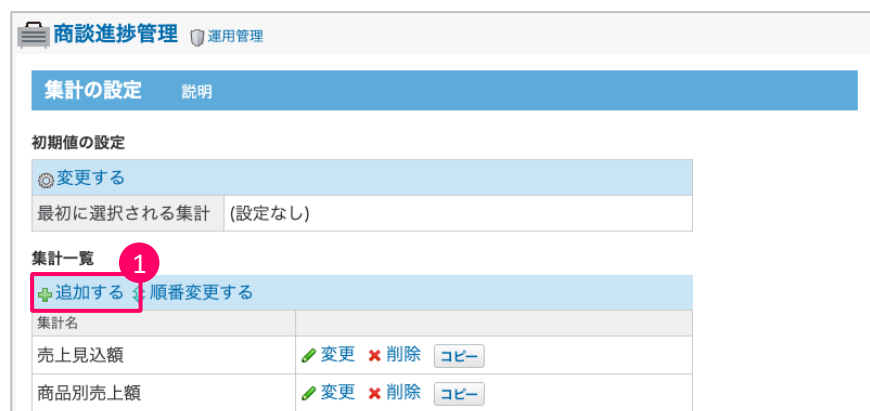 商談進捗管理 運用管理
集計の設定 説明
初期値の設定
変更する
最初に選択される集計 (設定なし)
集計一覧 1
追加する 順番変更する
集計名
売上見込額 変更 削除 コピー
商品別売上額 変更 削除 コピー